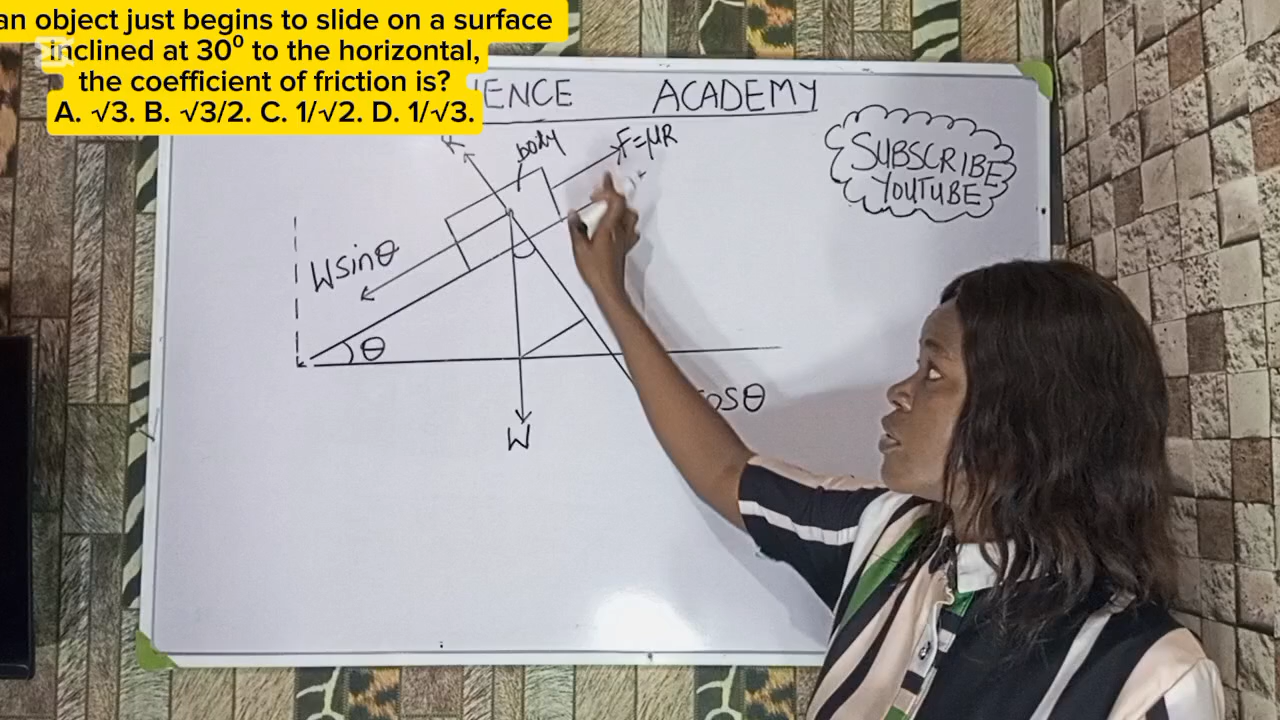 an object just begins to slide on a surface
inclined at 30⁰ to the horizontal,
the coefficient of friction is?
A. √3. B. √3/2. C. 1/√2. D. 1/√3.
ENCE ACADEMY
SUBSCRIBE
YOUTUBE
R
body
F=μR
Wsinθ
θ
cosθ
W